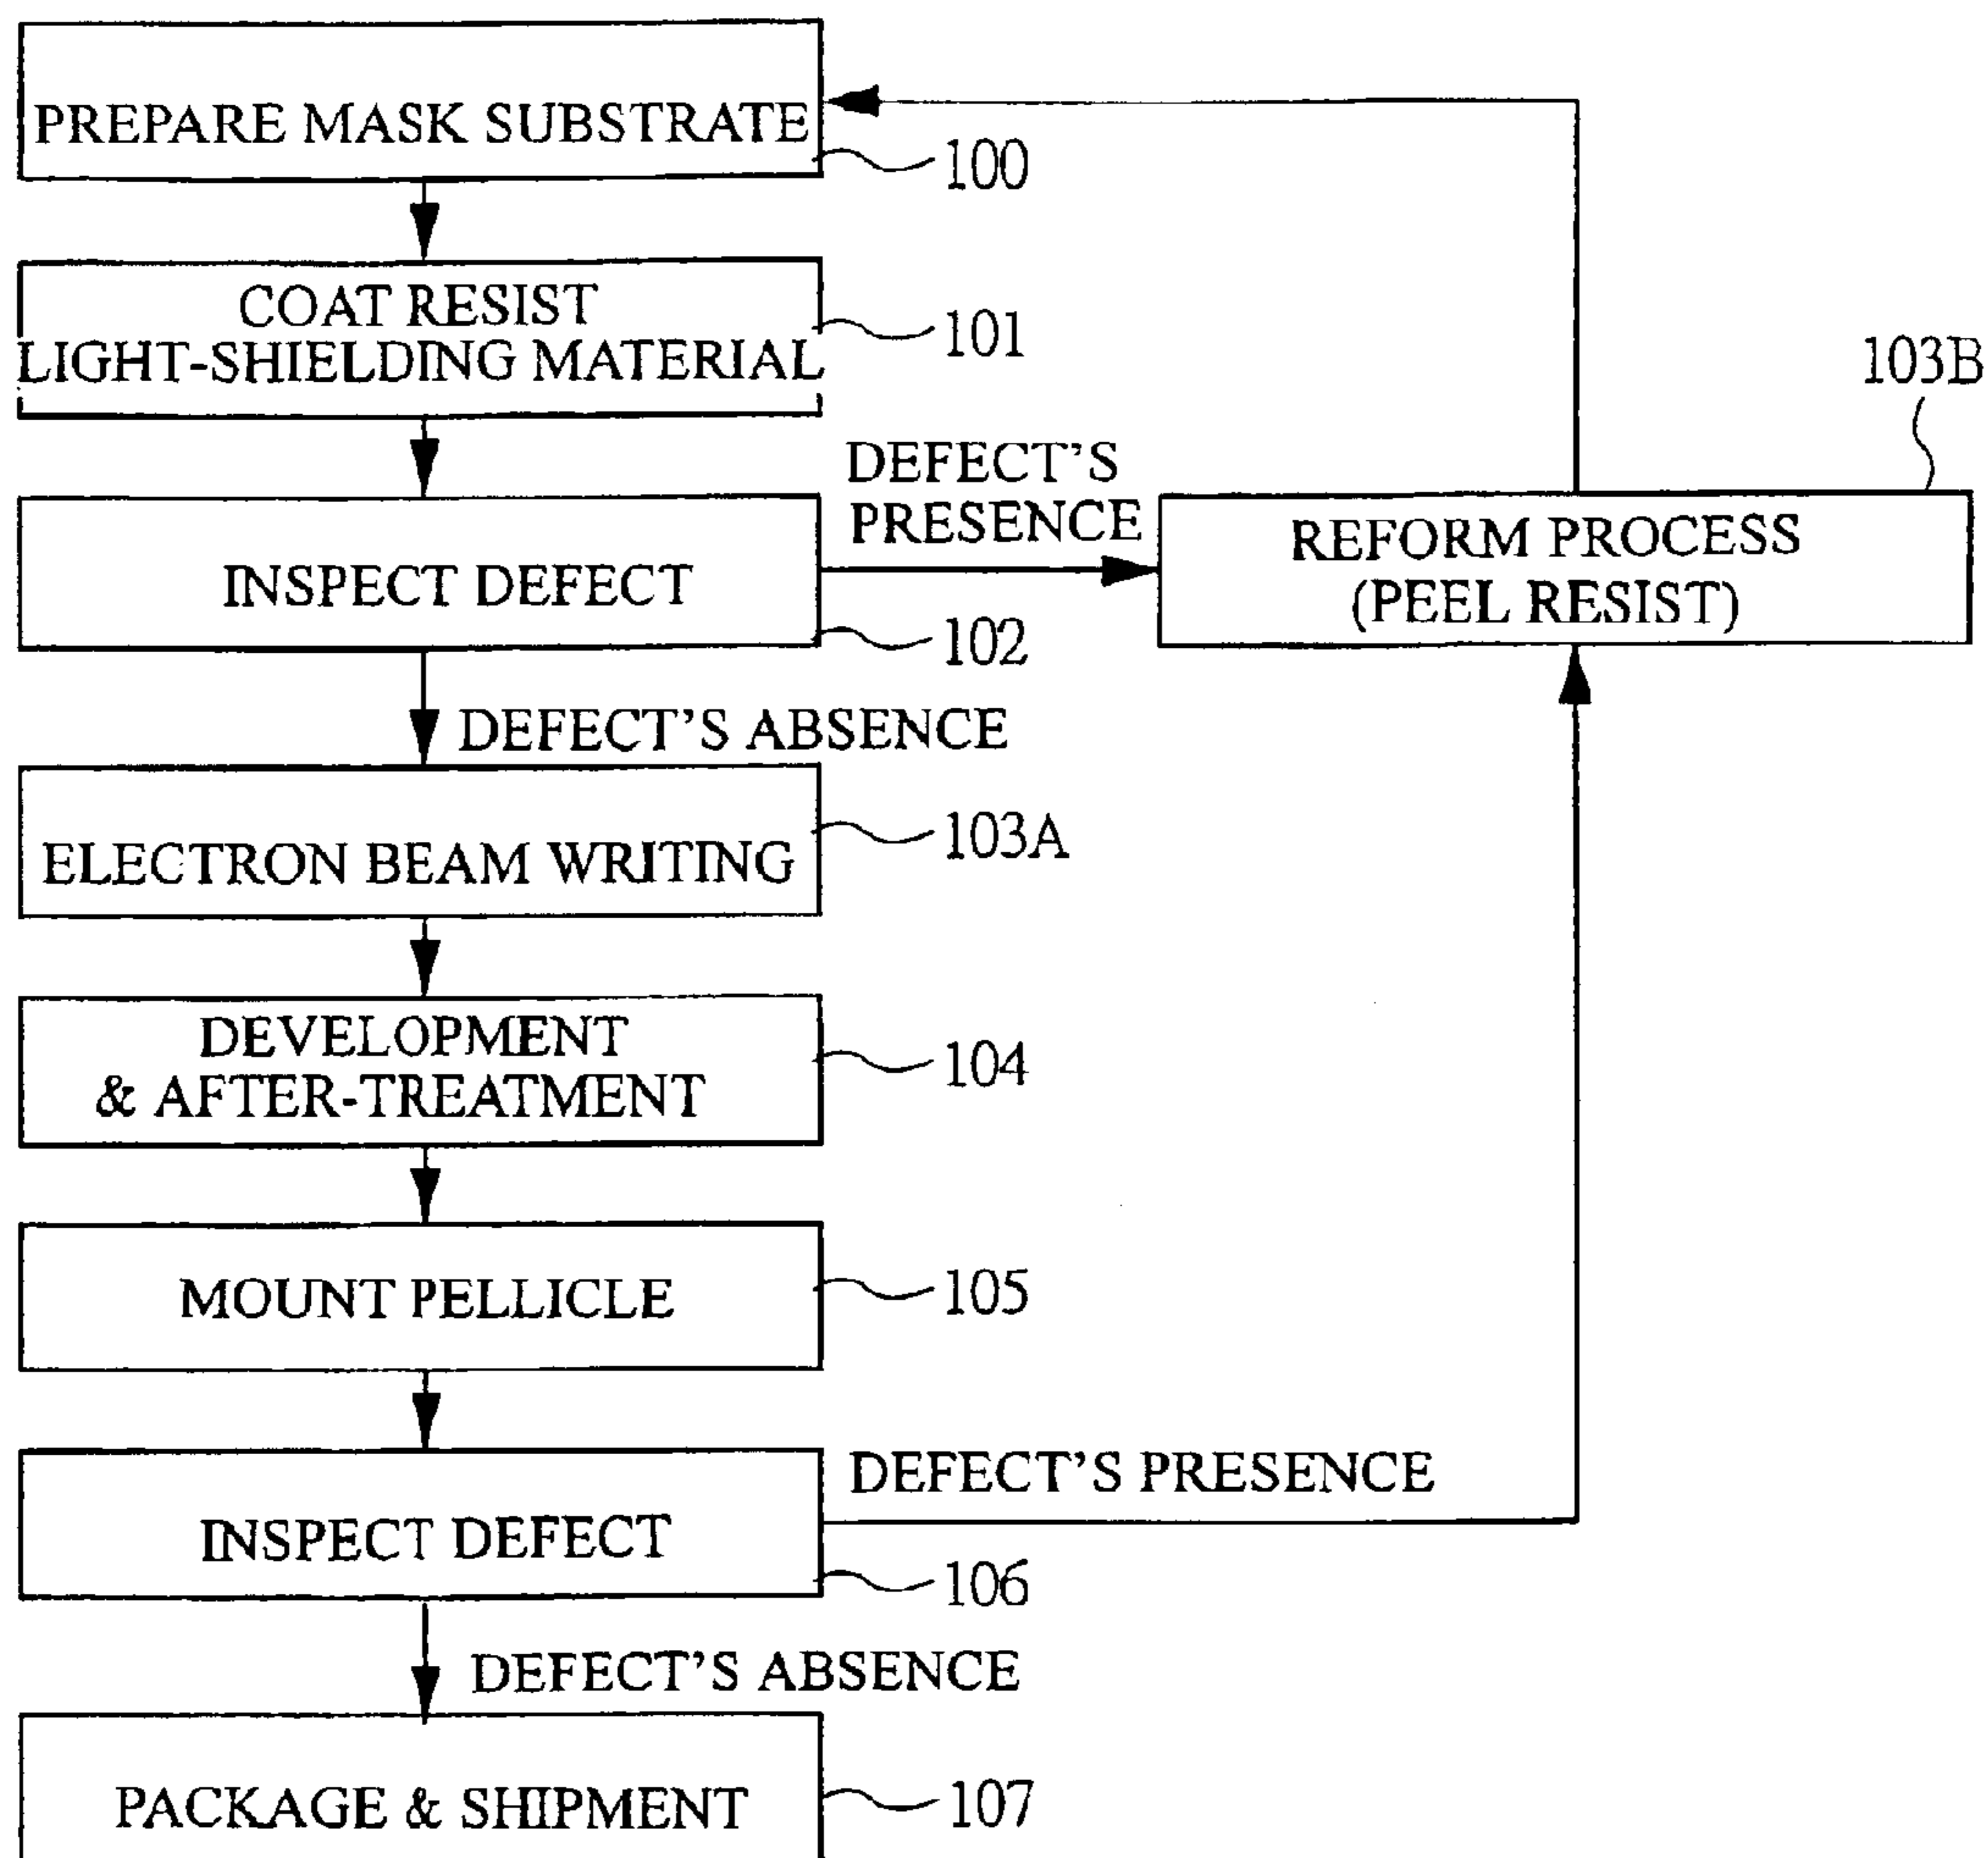 PREPARE MASK SUBSTRATE
100
COAT RESIST
LIGHT-SHIELDING MATERIAL
101
103B
DEFECT'S
PRESENCE
REFORM PROCESS
(PEEL RESIST)
INSPECT DEFECT
102
DEFECT'S ABSENCE
ELECTRON BEAM WRITING
103A
DEVELOPMENT
& AFTER-TREATMENT
104
MOUNT PELLICLE
105
DEFECT'S PRESENCE
INSPECT DEFECT
106
DEFECT'S ABSENCE
PACKAGE & SHIPMENT
107